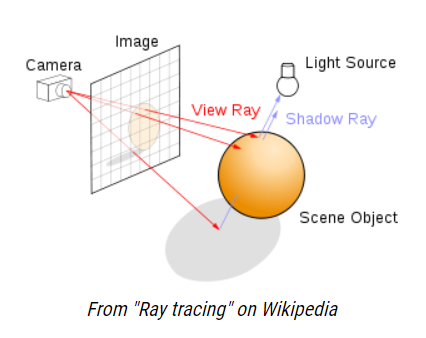 Image
Camera
Light Source
View Ray
Shadow Ray
Scene Object
From "Ray tracing" on Wikipedia